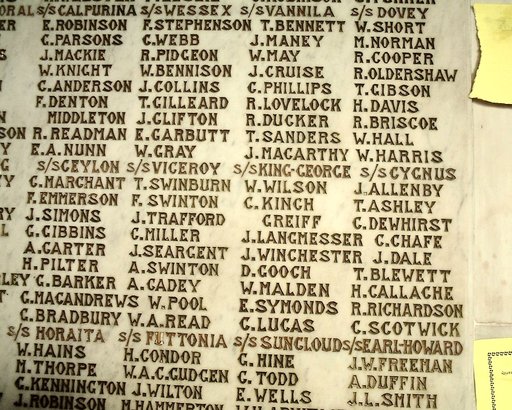 S/S CALPURINA S/S WESSEX S/S VANNILA S/S DOVEY
E.ROBINSON F.STEPHENSON T.BENNETT W.SHORT
G.PARSONS C.WEBB J.MANEY M.NORMAN
J.MACKIE R.PIDGEON W.MAY R.COOPER
W.KNIGHT W.BENNISON J.CRUISE R.OLDERSHAW
G.ANDERSON J.COLLINS G.PHILLIPS T.GIBSON
F.DENTON T.GILLEARD R.LOVELOCK H.DAVIS
MIDDLETON J.CLIFTON R.DUCKER R.BRISCOE
SON R.READMAN E.GARBUTT T.SANDERS W.HALL
E.A.NUNN W.GRAY J.MACARTHY W.HARRIS
S/S CEYLON S/S VICEROY S/S KING-GEORGE S/S CYGNUS
C.MARCHANT T.SWINBURN W.WILSON J.ALLENBY
F.EMMERSON F.SWINTON C.KINCH T.ASHLEY
RY J.SIMONS J.TRAFFORD GREIFF C.DEWHIRST
G.GIBBINS C.MILLER J.LANGMESSER C.CHAFE
A.CARTER J.SEARGENT J.WINCHESTER J.DALE
H.PILTER A.SWINTON D.GOOCH T.BLEWETT
LEY C.BARKER A.CADEY W.MALDEN H.CALLACHE
C.MACANDREWS W.POOL E.SYMONDS R.RICHARDSON
C.BRADBURY W.A.READ G.LUCAS C.SCOTWICK
S/S HORAITA S/S FITTONIA S/S SUNCLOUD S/S EARL-HOWARD
W.HAINS H.CONDOR C.HINE J.W.FREEMAN
M.THORPE W.A.C.GUDGEN C.TODD A.DUFFIN
C.KENNINGTON J.WILTON E.WELLS J.L.SMITH
J.ROBINSON M.HAMMERTON